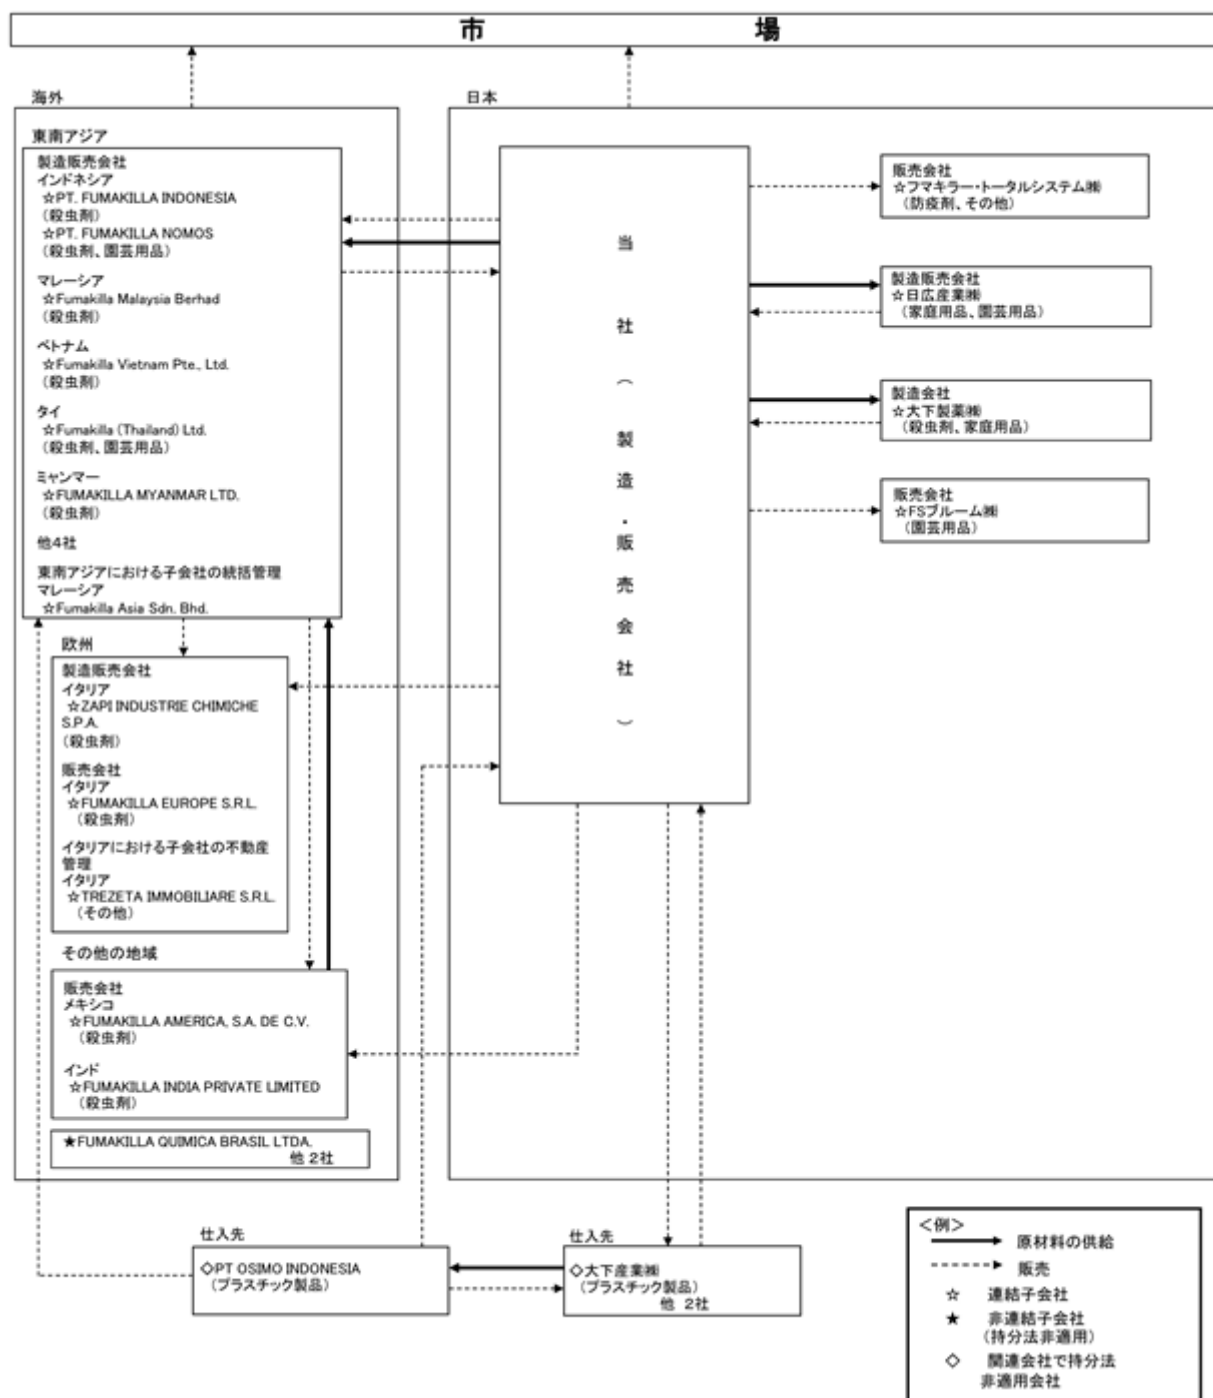 市 場
海外
東南アジア
製造販売会社
インドネシア
☆PT. FUMAKILLA INDONESIA
(殺虫剤)
☆PT. FUMAKILLA NOMOS
(殺虫剤、園芸用品)
マレーシア
☆Fumakilla Malaysia Berhad
(殺虫剤)
ベトナム
☆Fumakilla Vietnam Pte., Ltd.
(殺虫剤)
タイ
☆Fumakilla (Thailand) Ltd.
(殺虫剤、園芸用品)
ミャンマー
☆FUMAKILLA MYANMAR LTD.
(殺虫剤)
他4社
東南アジアにおける子会社の統括管理
マレーシア
☆Fumakilla Asia Sdn. Bhd.
欧州
製造販売会社
イタリア
☆ZAPI INDUSTRIE CHIMICHE
S.P.A.
(殺虫剤)
販売会社
イタリア
☆FUMAKILLA EUROPE S.R.L.
(殺虫剤)
イタリアにおける子会社の不動産
管理
イタリア
☆TREZETA IMMOBILIARE S.R.L.
(その他)
その他の地域
販売会社
メキシコ
☆FUMAKILLA AMERICA, S.A. DE C.V.
(殺虫剤)
インド
☆FUMAKILLA INDIA PRIVATE LIMITED
(殺虫剤)
★FUMAKILLA QUIMICA BRASIL LTDA.
他 2社
日本
当社(製造・販売会社)
販売会社
☆フマキラー・トータルシステム㈱
(防疫剤、その他)
製造販売会社
☆日広産業㈱
(家庭用品、園芸用品)
製造会社
☆大下製薬㈱
(殺虫剤、家庭用品)
販売会社
☆FSブルーム㈱
(園芸用品)
仕入先
◇PT OSIMO INDONESIA
(プラスチック製品)
仕入先
◇大下産業㈱
(プラスチック製品)
他 2社
<例>
原材料の供給
販売
☆ 連結子会社
★ 非連結子会社
(持分法非適用)
◇ 関連会社で持分法
非適用会社